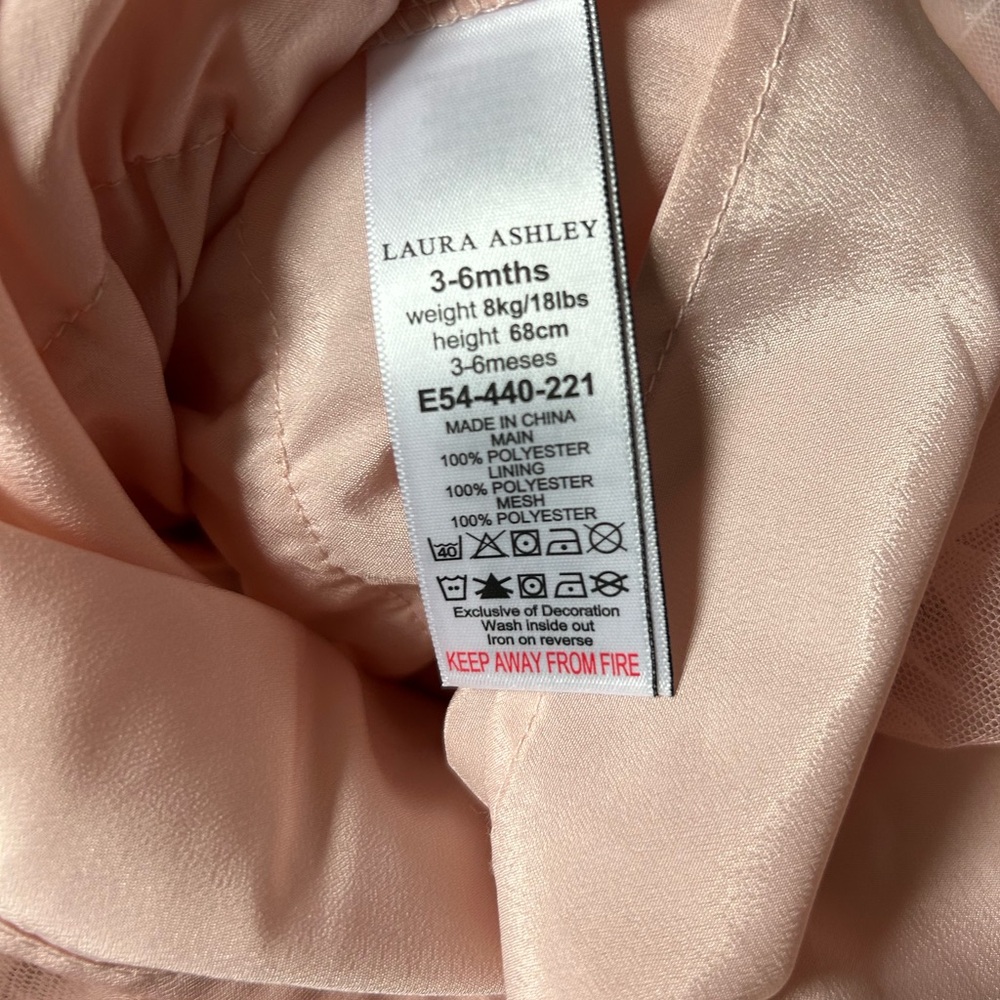 LAURA ASHLEY
3-6mths
weight 8kg/18lbs
height 68cm
3-6meses
E54-440-221
MADE IN CHINA
MAIN
100% POLYESTER
LINING
100% POLYESTER
MESH
100% POLYESTER
40
Exclusive of Decoration
Wash inside out
Iron on reverse
KEEP AWAY FROM FIRE